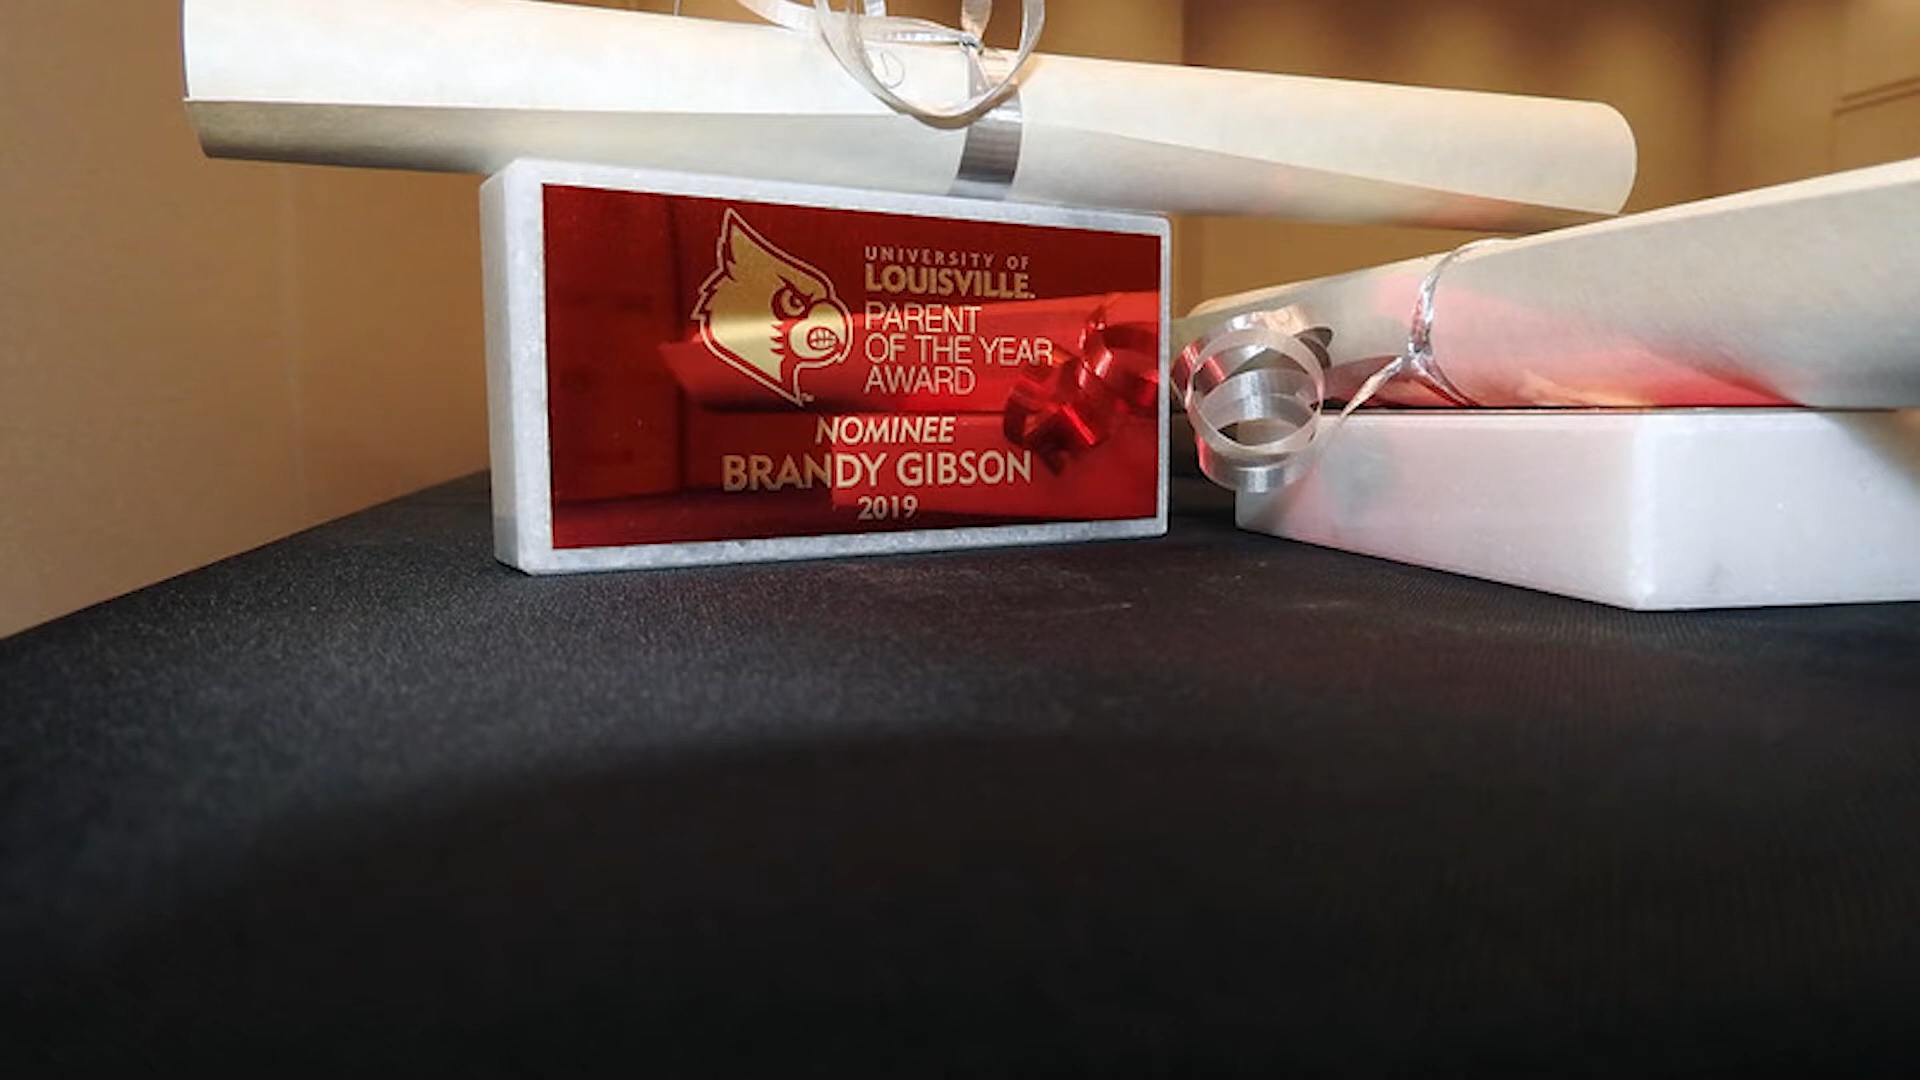 UNIVERSITY OF
LOUISVILLE.
PARENT
OF THE YEAR
AWARD
NOMINEE
BRANDY GIBSON
2019